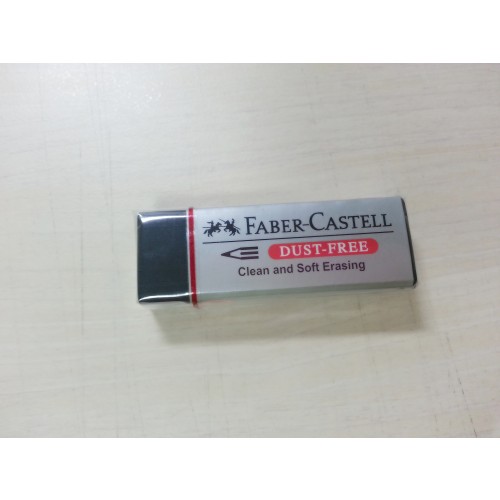 FABER-CASTELL
DUST-FREE
Clean and Soft Erasing